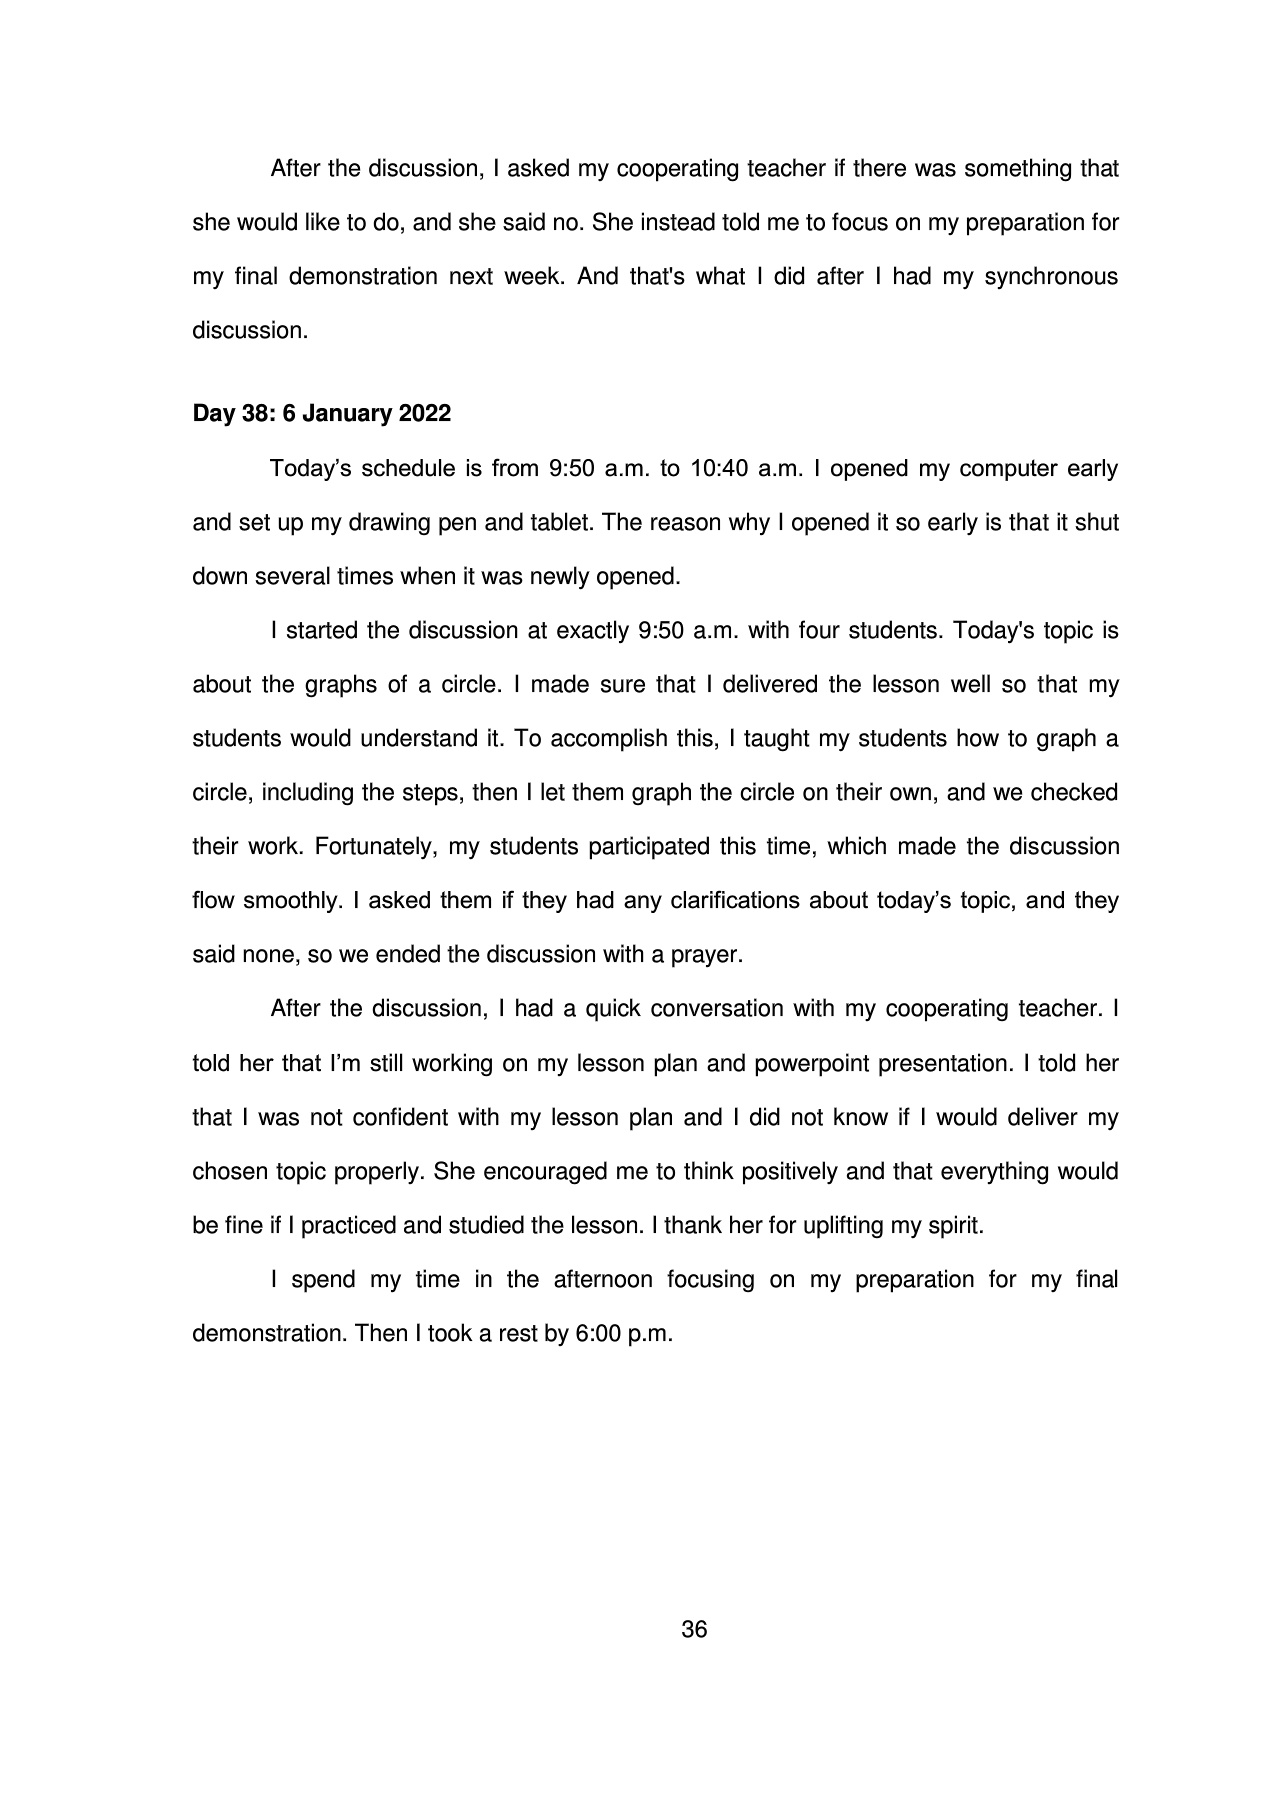 After the discussion, I asked my cooperating teacher if there was something that
she would like to do, and she said no. She instead told me to focus on my preparation for
my final demonstration next week. And that's what I did after I had my synchronous
discussion.
Day 38: 6 January 2022
Today’s schedule is from 9:50 a.m. to 10:40 a.m. I opened my computer early
and set up my drawing pen and tablet. The reason why I opened it so early is that it shut
down several times when it was newly opened.
I started the discussion at exactly 9:50 a.m. with four students. Today's topic is
about the graphs of a circle. I made sure that I delivered the lesson well so that my
students would understand it. To accomplish this, I taught my students how to graph a
circle, including the steps, then I let them graph the circle on their own, and we checked
their work. Fortunately, my students participated this time, which made the discussion
flow smoothly. I asked them if they had any clarifications about today’s topic, and they
said none, so we ended the discussion with a prayer.
After the discussion, I had a quick conversation with my cooperating teacher. I
told her that I’m still working on my lesson plan and powerpoint presentation. I told her
that I was not confident with my lesson plan and I did not know if I would deliver my
chosen topic properly. She encouraged me to think positively and that everything would
be fine if I practiced and studied the lesson. I thank her for uplifting my spirit.
I spend my time in the afternoon focusing on my preparation for my final
demonstration. Then I took a rest by 6:00 p.m.
36